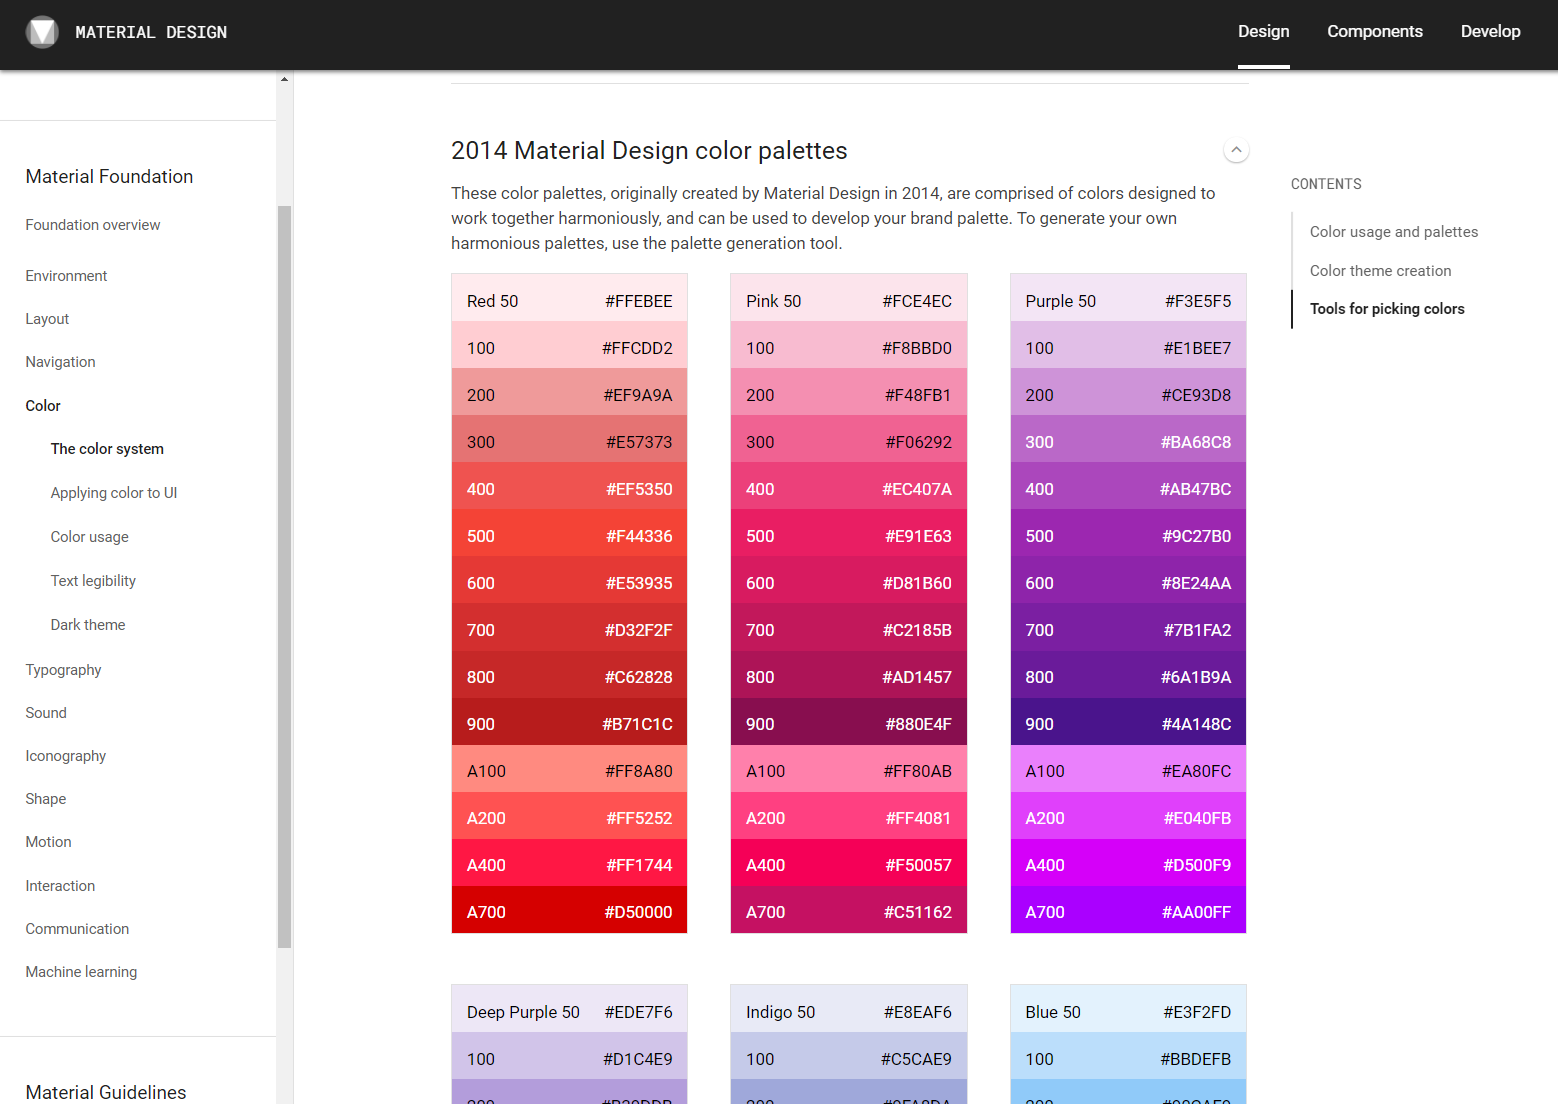 MATERIAL DESIGN
Design Components Develop
Material Foundation
Foundation overview
Environment
Layout
Navigation
Color
The color system
Applying color to UI
Color usage
Text legibility
Dark theme
Typography
Sound
Iconography
Shape
Motion
Interaction
Communication
Machine learning
Material Guidelines
2014 Material Design color palettes
These color palettes, originally created by Material Design in 2014, are comprised of colors designed to
work together harmoniously, and can be used to develop your brand palette. To generate your own
harmonious palettes, use the palette generation tool.
Red 50 #FFEBEE
100 #FFCDD2
200 #EF9A9A
300 #E57373
400 #EF5350
500 #F44336
600 #E53935
700 #D32F2F
800 #C62828
900 #B71C1C
A100 #FF8A80
A200 #FF5252
A400 #FF1744
A700 #D50000
Pink 50 #FCE4EC
100 #F8BBD0
200 #F48FB1
300 #F06292
400 #EC407A
500 #E91E63
600 #D81B60
700 #C2185B
800 #AD1457
900 #880E4F
A100 #FF80AB
A200 #FF4081
A400 #F50057
A700 #C51162
Purple 50 #F3E5F5
100 #E1BEE7
200 #CE93D8
300 #BA68C8
400 #AB47BC
500 #9C27B0
600 #8E24AA
700 #7B1FA2
800 #6A1B9A
900 #4A148C
A100 #EA80FC
A200 #E040FB
A400 #D500F9
A700 #AA00FF
Deep Purple 50 #EDE7F6
100 #D1C4E9
Indigo 50 #E8EAF6
100 #C5CAE9
Blue 50 #E3F2FD
100 #BBDEFB
CONTENTS
Color usage and palettes
Color theme creation
Tools for picking colors